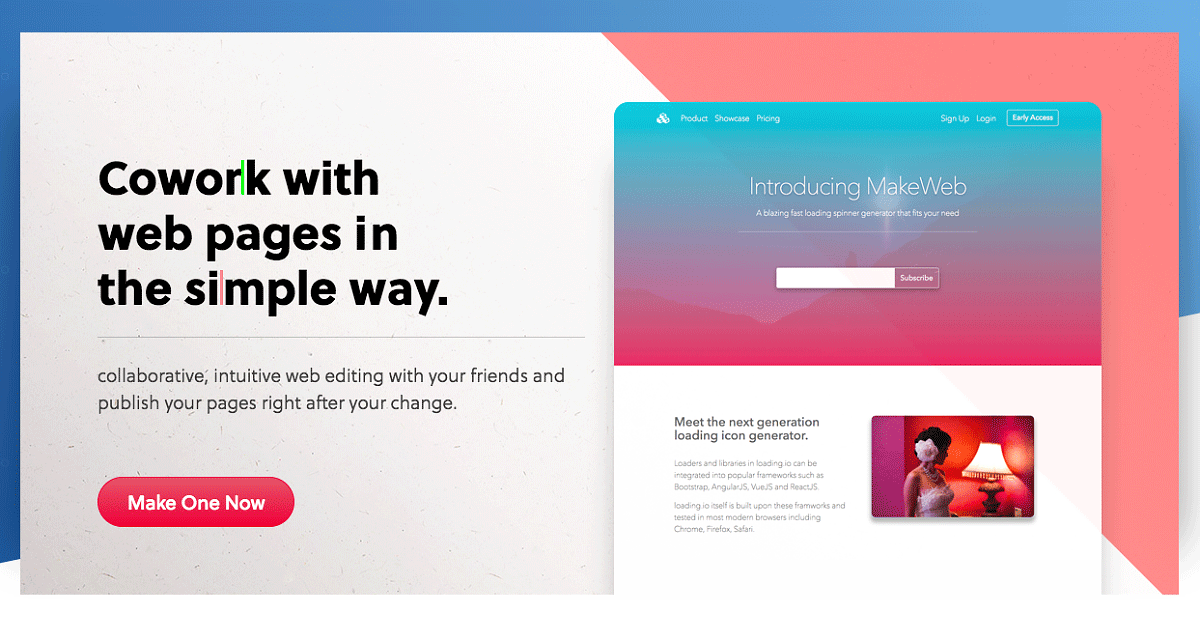 Cowork with
web pages in
the simple way.
collaborative, intuitive web editing with your friends and
publish your pages right after your change.
Make One Now
Product Showcase Pricing Sign Up Login Early Access
Introducing MakeWeb
A blazing fast loading spinner generator that fits your need
Subscribe
Meet the next generation
loading icon generator.
Loaders and libraries in loading.io can be
integrated into popular frameworks such as
Bootstrap, AngularJS, VueJS and ReactJS.
loading.io itself is built upon these framworks and
tested in most modern browsers including
Chrome, Firefox, Safari.